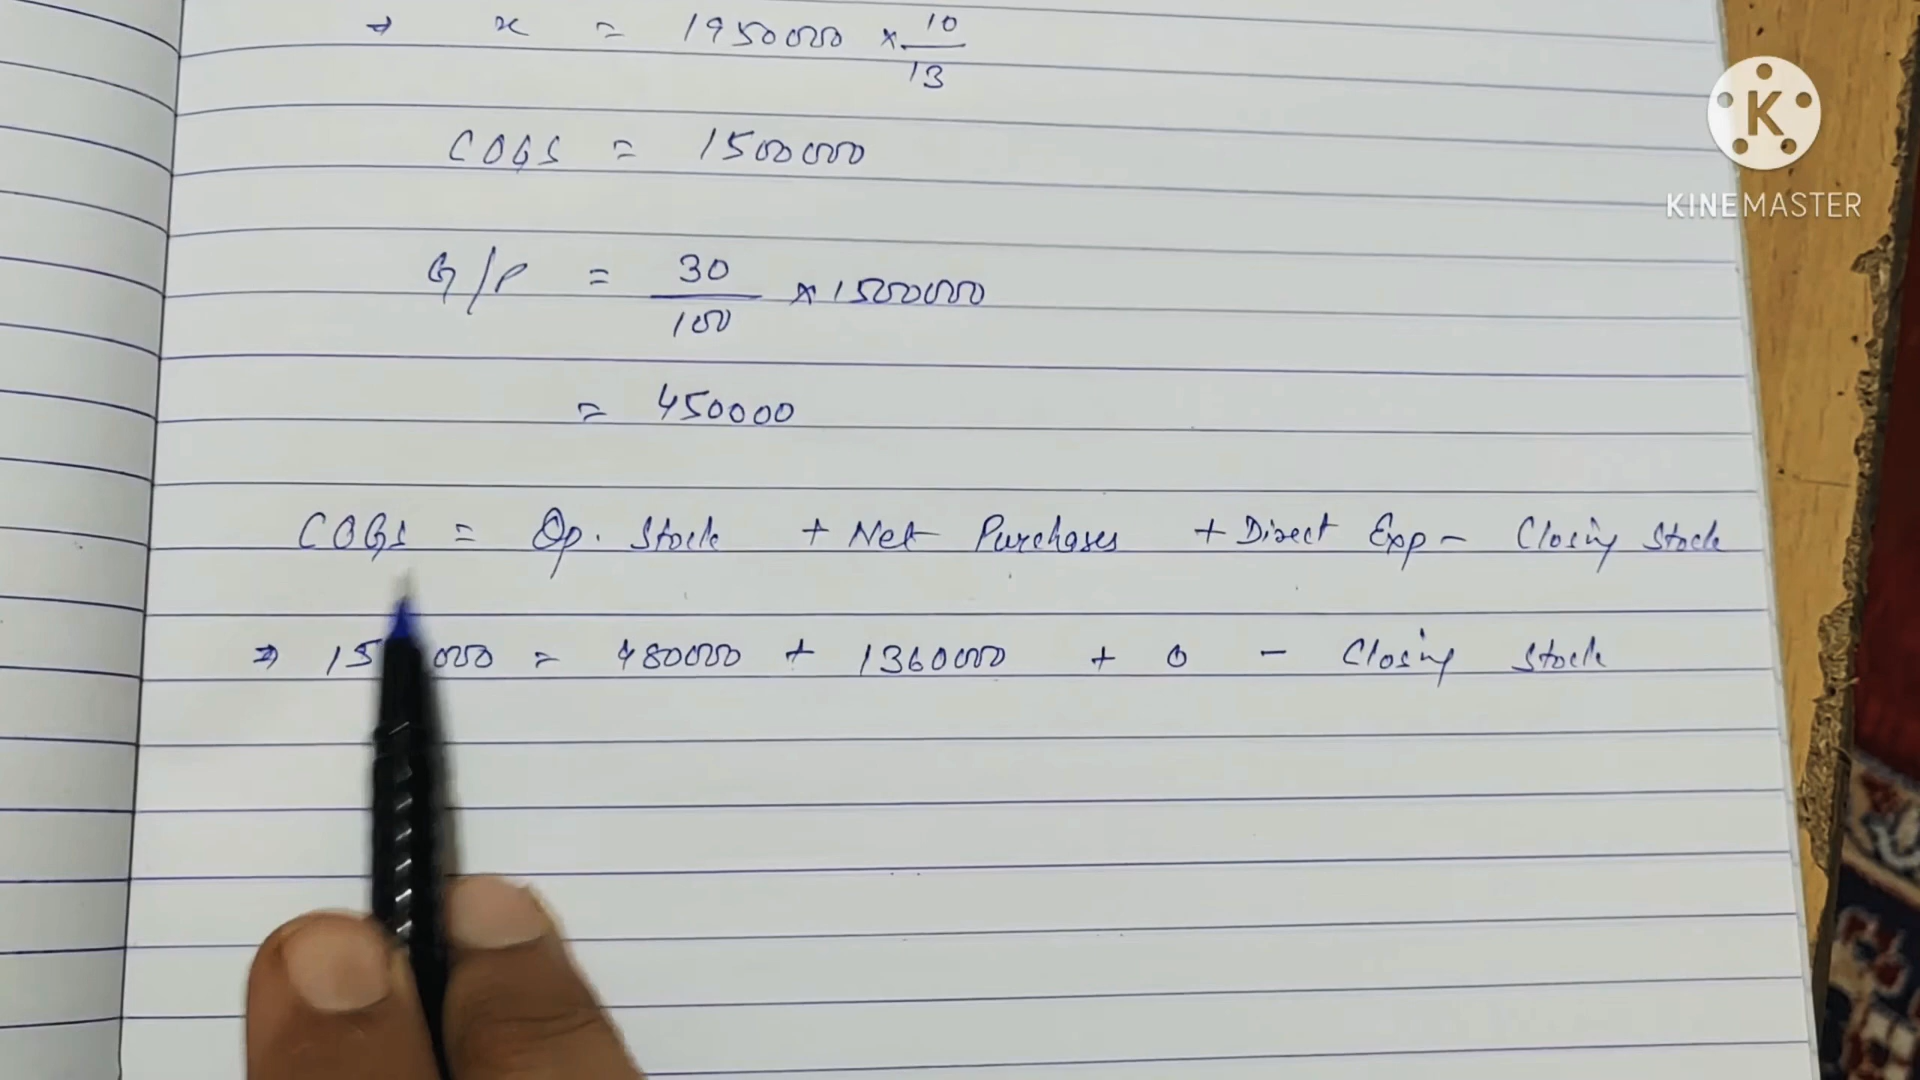 ⇒ x = 1950000 × 10/13
COGS = 1500000
G/P = 30/100 × 1500000
= 450000
COGS = Op. Stock + Net Purchases + Direct Exp - Closing Stock
⇒ 15 000 = 480000 + 1360000 + 0 - Closing Stock
K
KINEMASTER